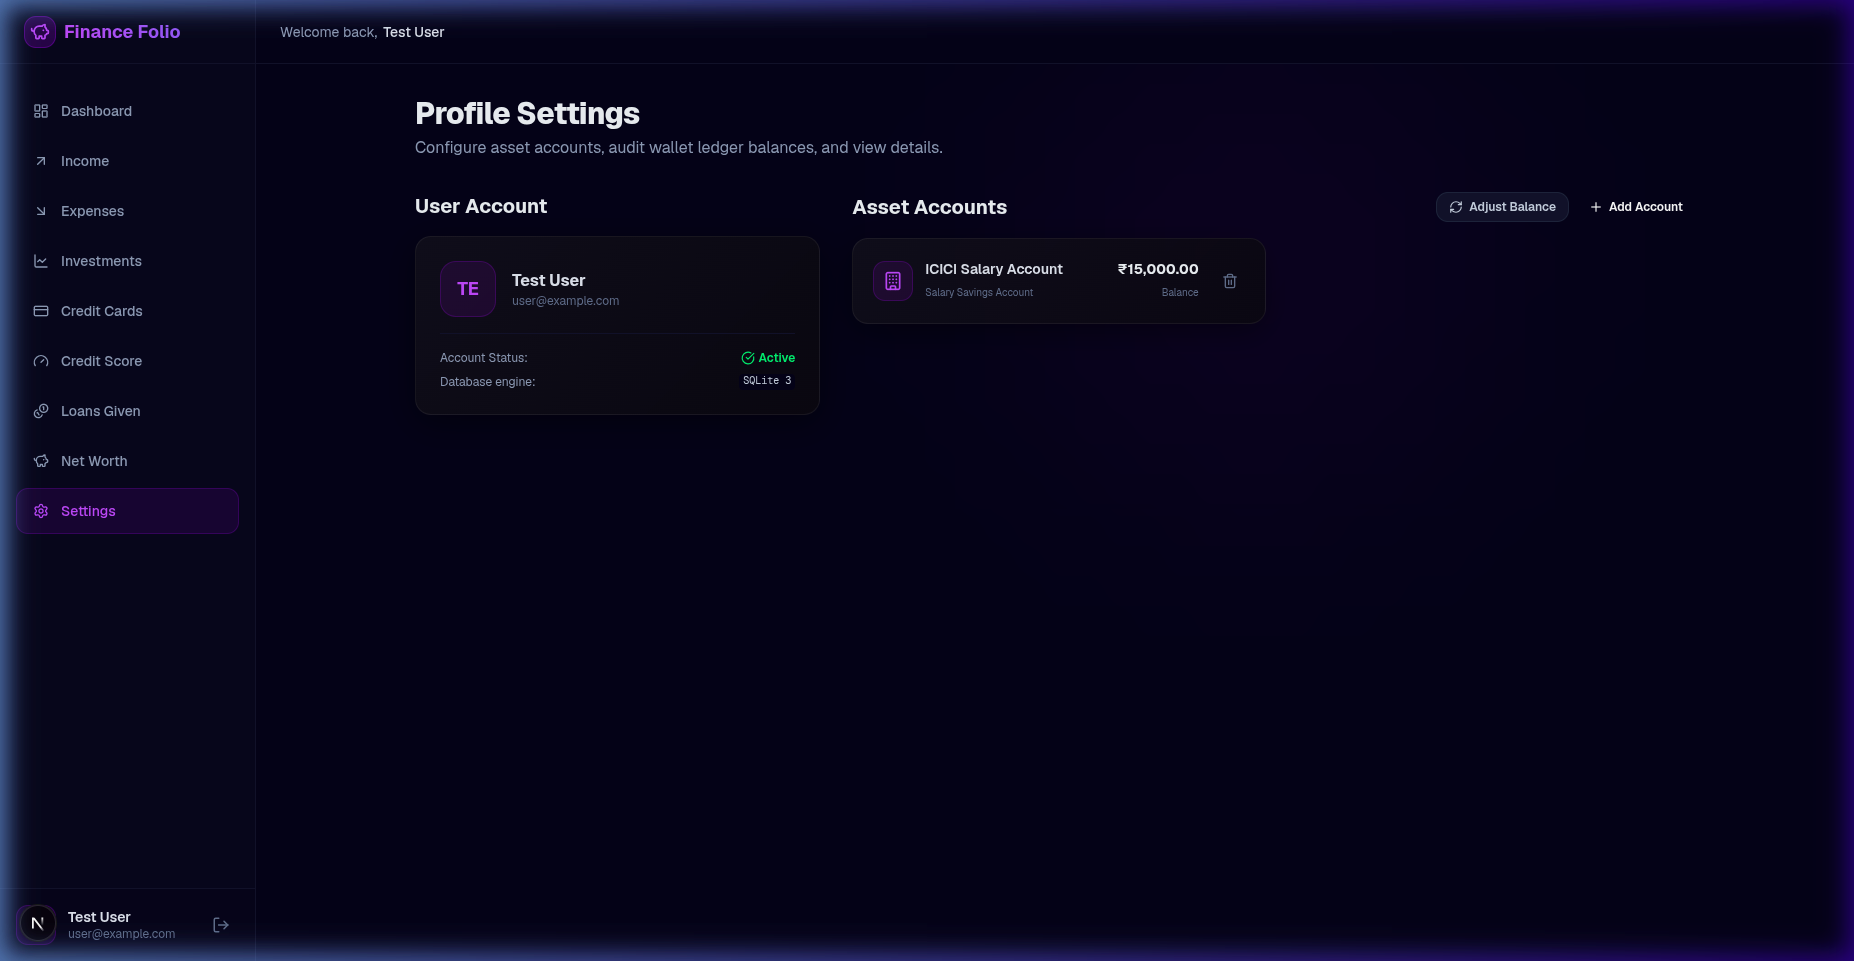 Finance Folio
Welcome back, Test User
Dashboard
Income
Expenses
Investments
Credit Cards
Credit Score
Loans Given
Net Worth
Settings
Profile Settings
Configure asset accounts, audit wallet ledger balances, and view details.
User Account
TE
Test User
user@example.com
Account Status:
Active
Database engine:
SQLite 3
Asset Accounts
Adjust Balance
Add Account
ICICI Salary Account
₹15,000.00
Salary Savings Account
Balance
N
Test User
user@example.com